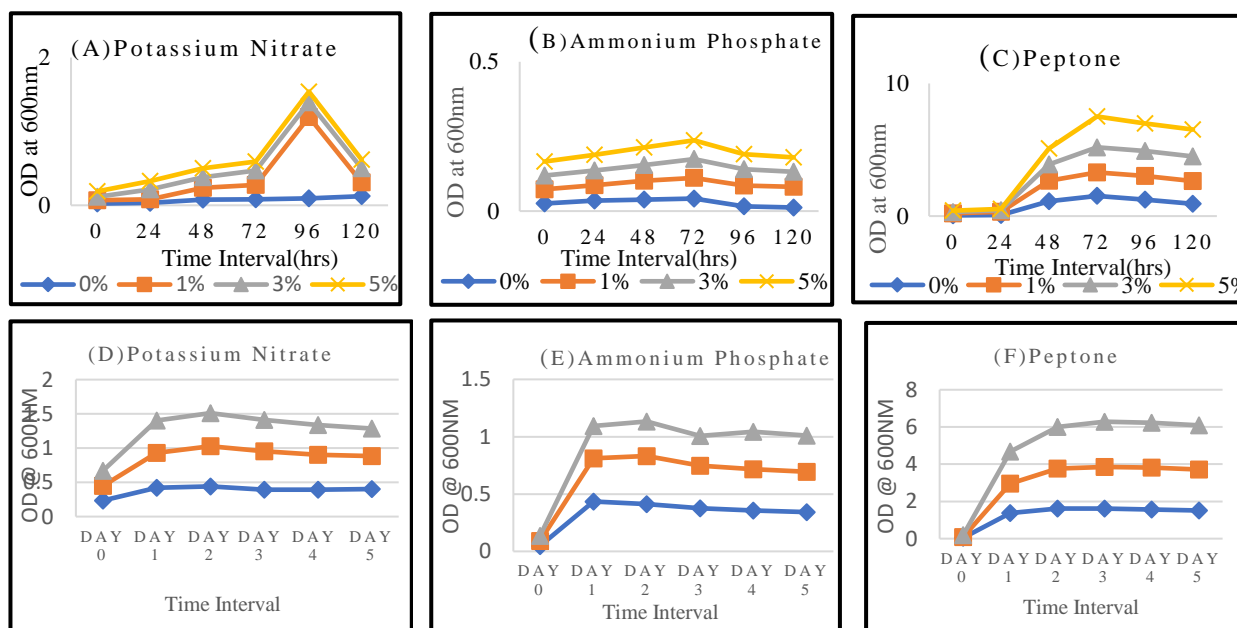 (A)Potassium Nitrate
OD at 600nm
2
0
0 24 48 72 96 120
Time Interval(hrs)
0% 1% 3% 5%
(B)Ammonium Phosphate
OD at 600nm
0.5
0
0 24 48 72 96 120
Time Interval(hrs)
0% 1% 3% 5%
(C)Peptone
OD at 600nm
10
0
0 24 48 72 96 120
Time Interval(hrs)
0% 1% 3% 5%
(D)Potassium Nitrate
OD @ 600NM
2
1.5
1
0.5
0
DAY 0 DAY 1 DAY 2 DAY 3 DAY 4 DAY 5
Time Interval
(E)Ammonium Phosphate
OD @ 600NM
1.5
1
0.5
0
DAY 0 DAY 1 DAY 2 DAY 3 DAY 4 DAY 5
Time Interval
(F)Peptone
OD @ 600NM
8
6
4
2
0
DAY 0 DAY 1 DAY 2 DAY 3 DAY 4 DAY 5
Time Interval